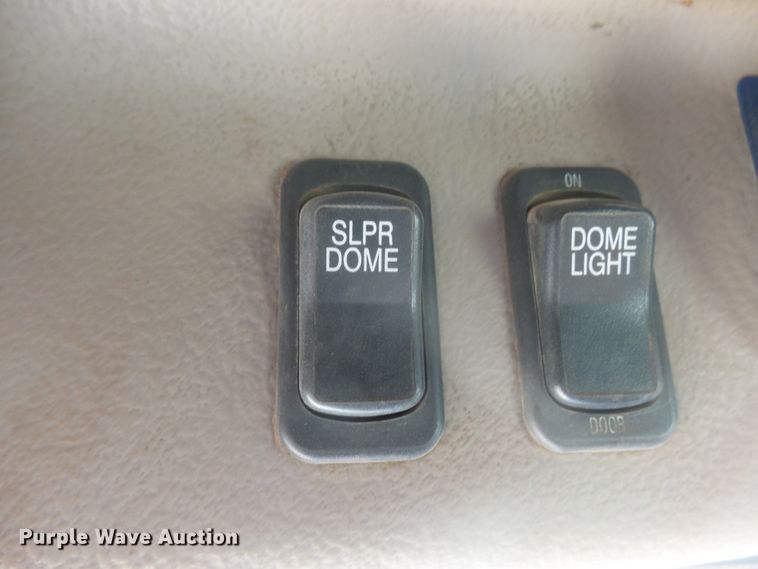 SLPR
DOME
ON
DOME
LIGHT
DOOR
Purple Wave Auction